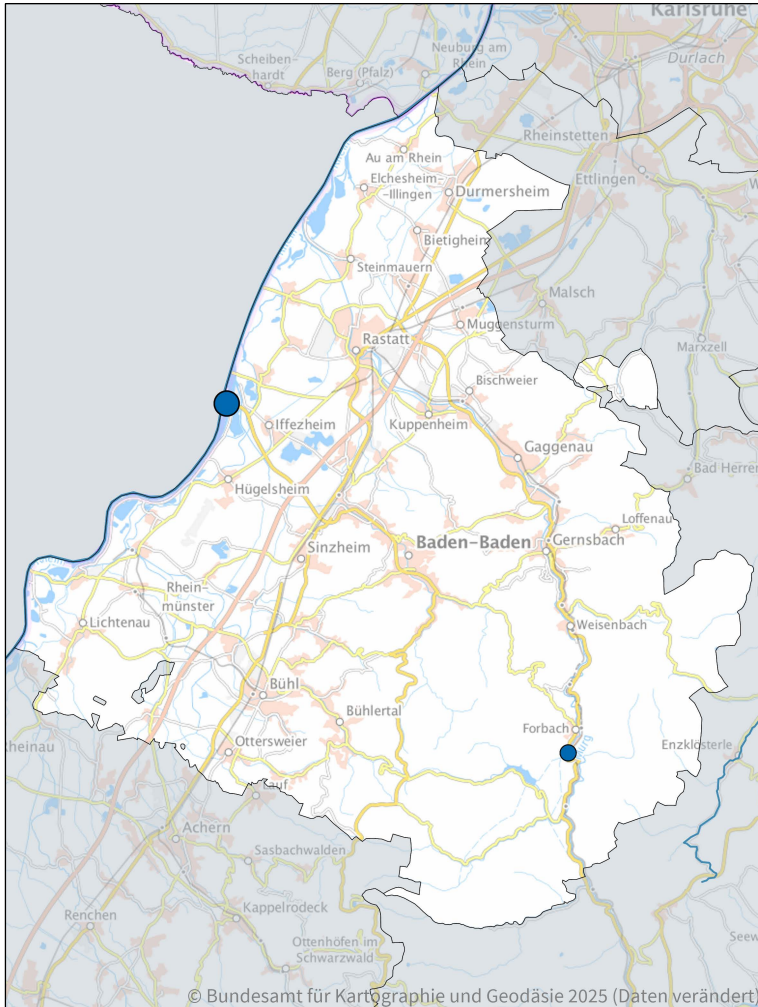 Karlsruhe
Durlach
Neuburg am
Rhein
Scheiben-
hardt
Berg (Pfalz)
Rheinstetten
Au am Rhein
Ettlingen
Elchesheim-
-Illingen
Durmersheim
Bietigheim
Steinmauern
Malsch
Muggensturm
Rastatt
Marxzell
Bischweier
Kuppenheim
Iffezheim
Gaggenau
Bad Herren
Hügelsheim
Loffenau
Baden-Baden
Gernsbach
Sinzheim
Rhein-
münster
Lichtenau
Weisenbach
Bühl
Bühlertal
Forbach
Ottersweier
Enzklösterle
Rheinau
Lauf
Achern
Sasbachwalden
Kappelrodeck
Renchen
Ottenhöfen im
Schwarzwald
Seew
© Bundesamt für Kartographie und Geodäsie 2025 (Daten verändert)